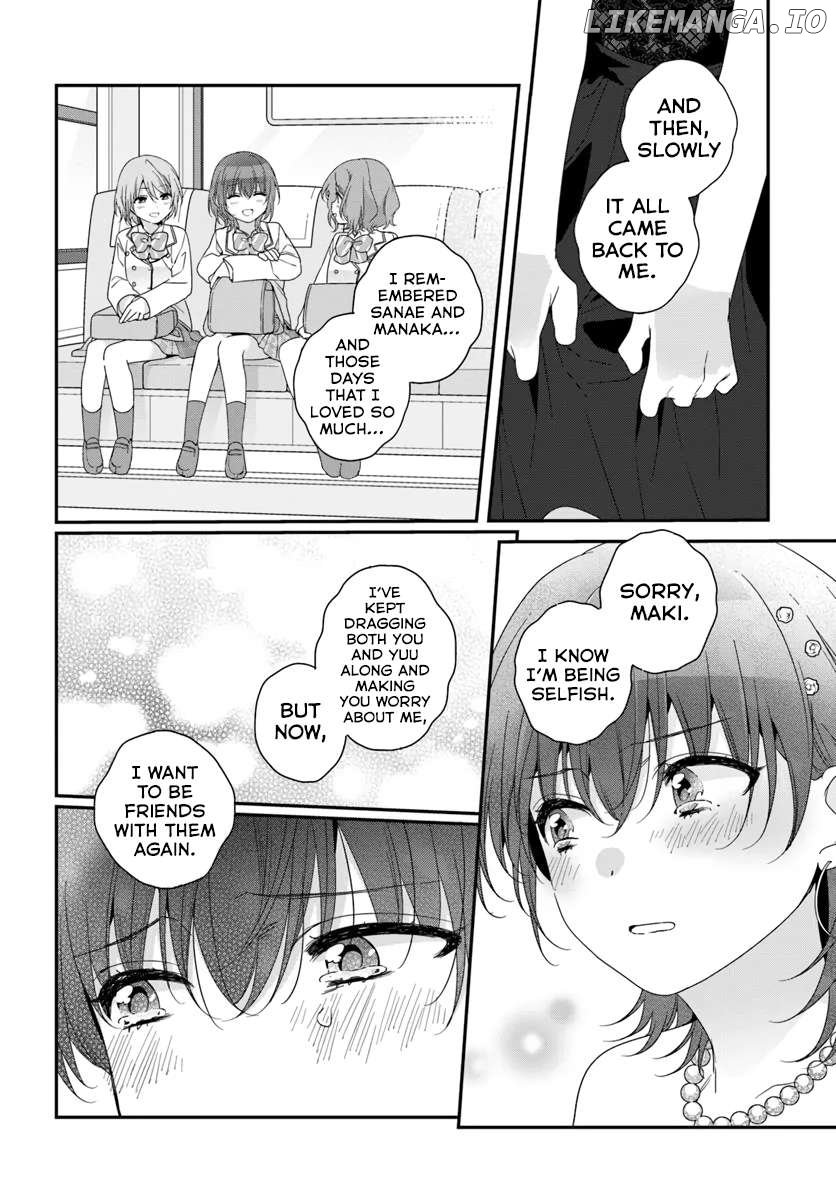 LIKEMANGA.IO
AND
THEN,
SLOWLY
IT ALL
CAME
BACK TO
ME.
I REM-
EMBERED
SANAE AND
MANAKA...
AND
THOSE
DAYS
THAT I
LOVED SO
MUCH...
SORRY,
MAKI.
I KNOW
I'M BEING
SELFISH.
I'VE
KEPT
DRAGGING
BOTH YOU
AND YUU
ALONG AND
MAKING
YOU WORRY
ABOUT ME,
BUT
NOW,
I WANT
TO BE
FRIENDS
WITH THEM
AGAIN.